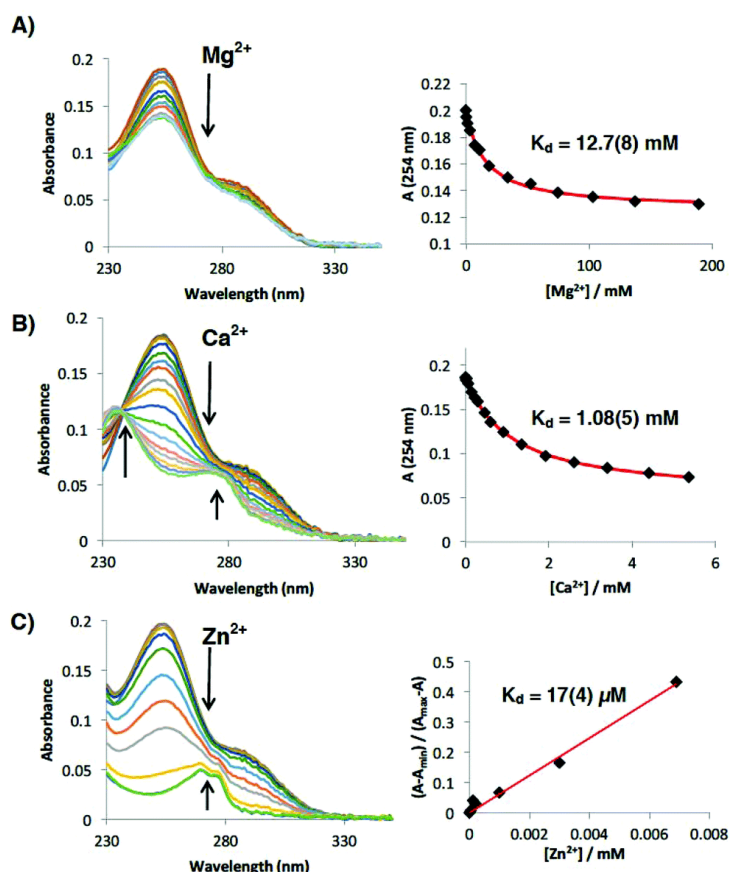 A)
Mg2+
Absorbance
0.2
0.15
0.1
0.05
0
230
280
330
Wavelength (nm)
A (254 nm)
0.22
0.2
0.18
0.16
0.14
0.12
0.1
Kd = 12.7(8) mM
0
100
200
[Mg2+] / mM
B)
Ca2+
Absorbannce
0.2
0.15
0.1
0.05
0
230
280
330
Wavelength (nm)
A (254 nm)
0.2
0.15
0.1
0.05
0
Kd = 1.08(5) mM
0
2
4
6
[Ca2+] / mM
C)
Zn2+
Absorbance
0.2
0.15
0.1
0.05
0
230
280
330
Wavelength (nm)
(A-Amin) / (Amax-A)
0.5
0.4
0.3
0.2
0.1
0
Kd = 17(4) µM
0
0.002
0.004
0.006
0.008
[Zn2+] / mM